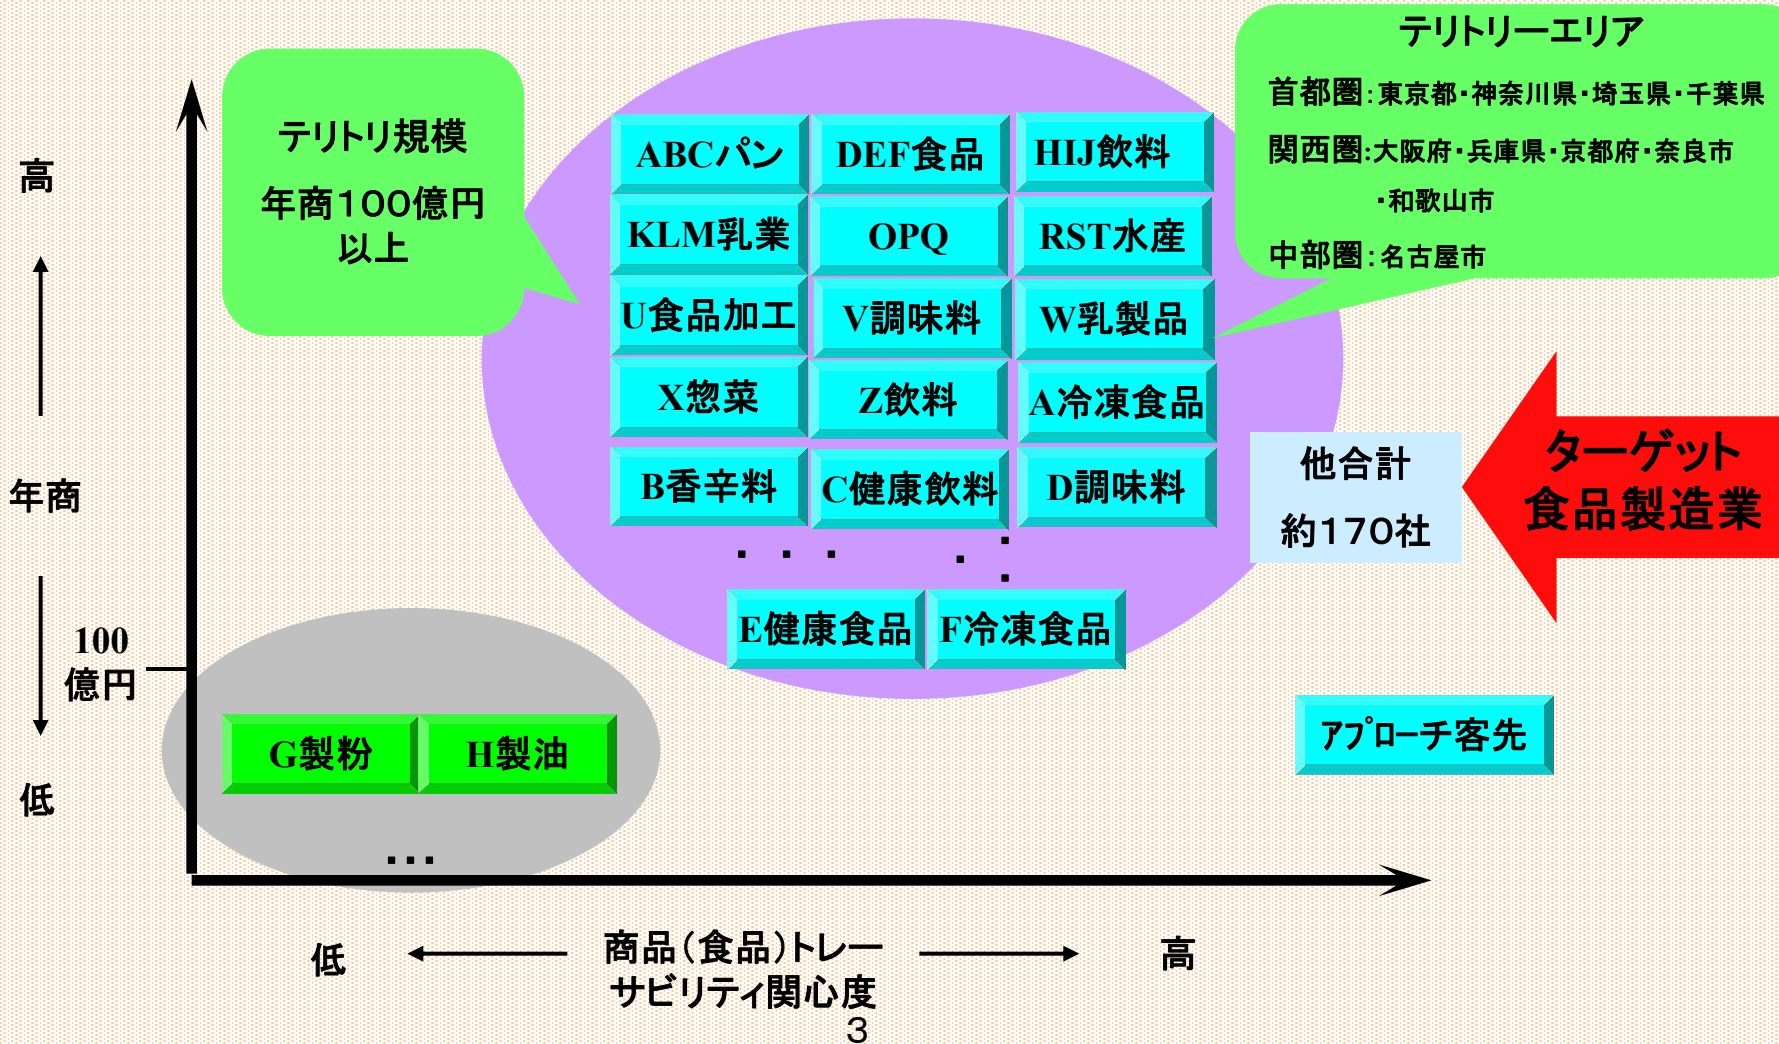 テリトリーエリア
首都圏:東京都・神奈川県・埼玉県・千葉県
関西圏:大阪府・兵庫県・京都府・奈良市
・和歌山市
中部圏:名古屋市
テリトリ規模
年商100億円
以上
高
年商
低
100
億円
ABCパン
DEF食品
HIJ飲料
KLM乳業
OPQ
RST水産
U食品加工
V調味料
W乳製品
X惣菜
Z飲料
A冷凍食品
B香辛料
C健康飲料
D調味料
・・・
E健康食品
F冷凍食品
他合計
約170社
ターゲット
食品製造業
アプローチ客先
G製粉
H製油
・・・
低
商品(食品)トレー
サビリティ関心度
高
3